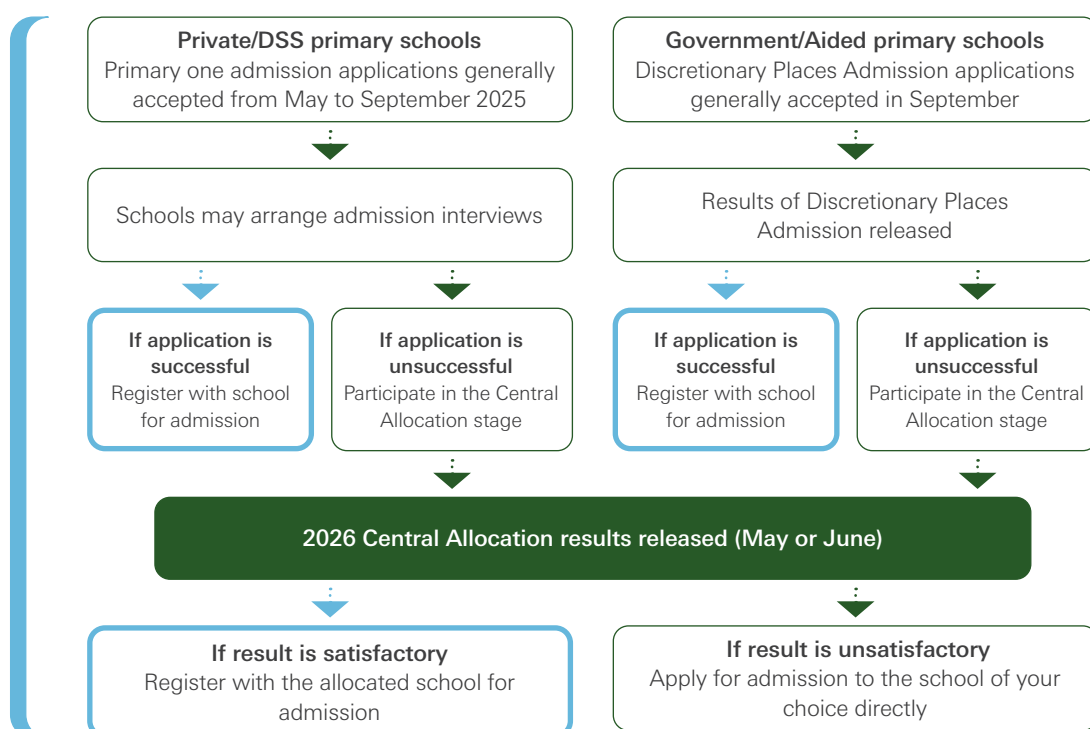 Private/DSS primary schools
Primary one admission applications generally
accepted from May to September 2025
Government/Aided primary schools
Discretionary Places Admission applications
generally accepted in September
Schools may arrange admission interviews
Results of Discretionary Places
Admission released
If application is
successful
Register with school
for admission
If application is
unsuccessful
Participate in the Central
Allocation stage
If application is
successful
Register with school
for admission
If application is
unsuccessful
Participate in the Central
Allocation stage
2026 Central Allocation results released (May or June)
If result is satisfactory
Register with the allocated school for
admission
If result is unsatisfactory
Apply for admission to the school of your
choice directly